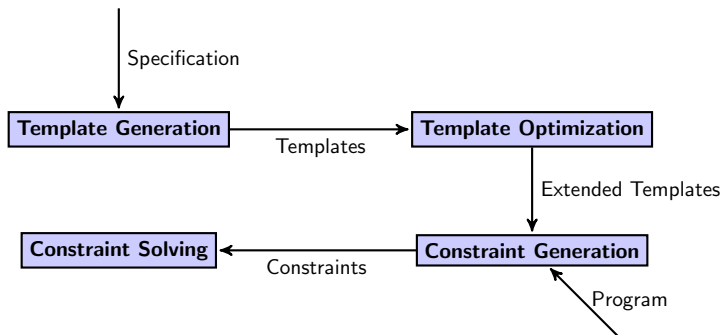 Specification
Template Generation
Templates
Template Optimization
Extended Templates
Constraint Solving
Constraints
Constraint Generation
Program